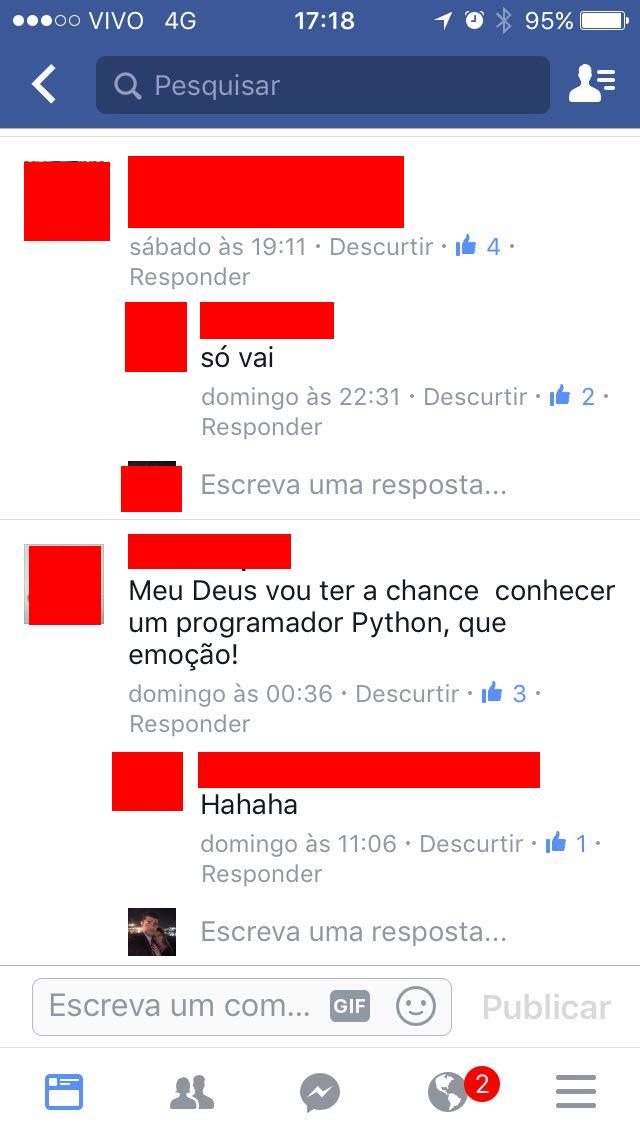 VIVO 4G 17:18 95%
Pesquisar
sábado às 19:11 · Descurtir · 4 ·
Responder
só vai
domingo às 22:31 · Descurtir · 2 ·
Responder
Escreva uma resposta...
Meu Deus vou ter a chance  conhecer
um programador Python, que
emoção!
domingo às 00:36 · Descurtir · 3 ·
Responder
Hahaha
domingo às 11:06 · Descurtir · 1 ·
Responder
Escreva uma resposta...
Escreva um com... GIF Publicar
2